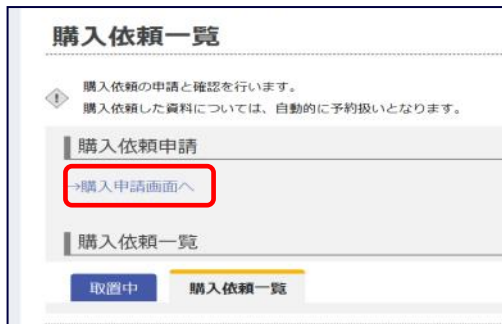 購入依頼一覧
購入依頼の申請と確認を行います。
購入依頼した資料については、自動的に予約扱いとなります。
購入依頼申請
→購入申請画面へ
購入依頼一覧
取置中 購入依頼一覧